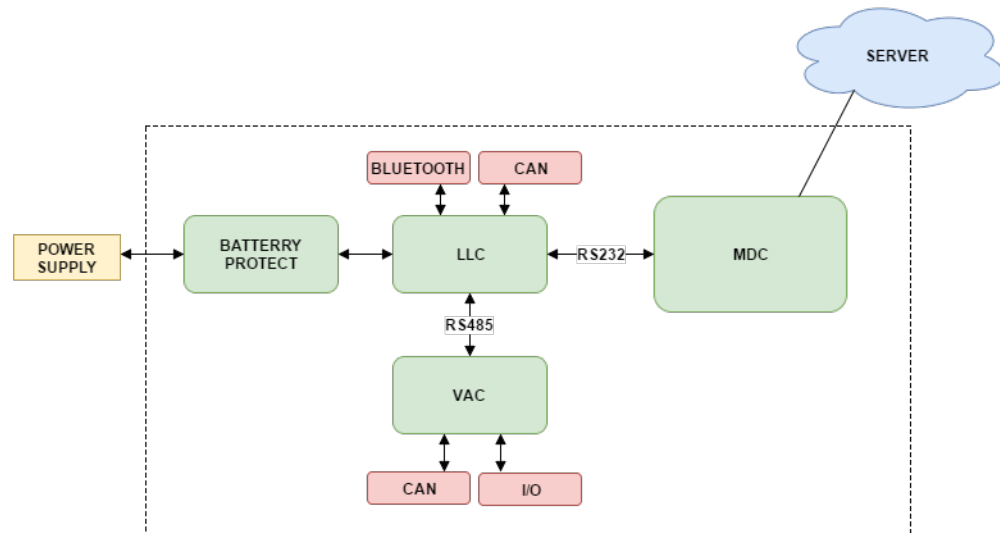 SERVER
BLUETOOTH
CAN
POWER
SUPPLY
BATTERRY
PROTECT
LLC
RS232
MDC
RS485
VAC
CAN
I/O